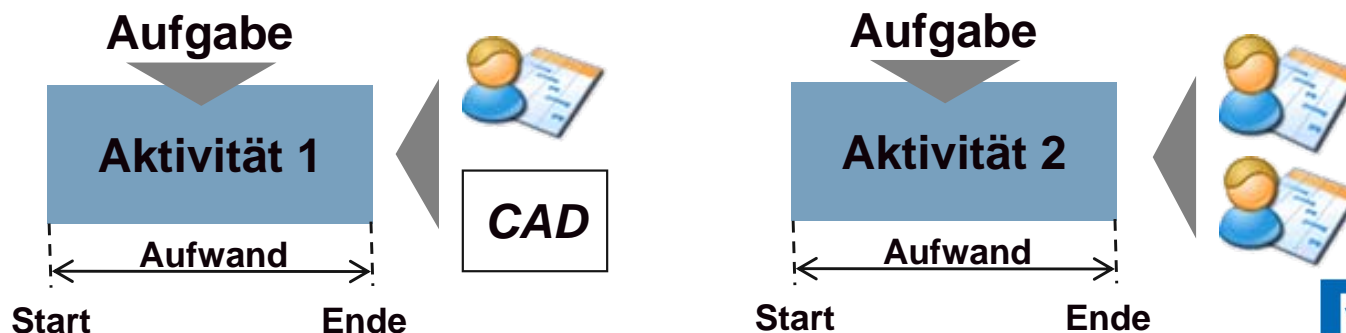 Aufgabe
Aktivität 1
CAD
Aufwand
Start
Ende
Aufgabe
Aktivität 2
Aufwand
Start
Ende